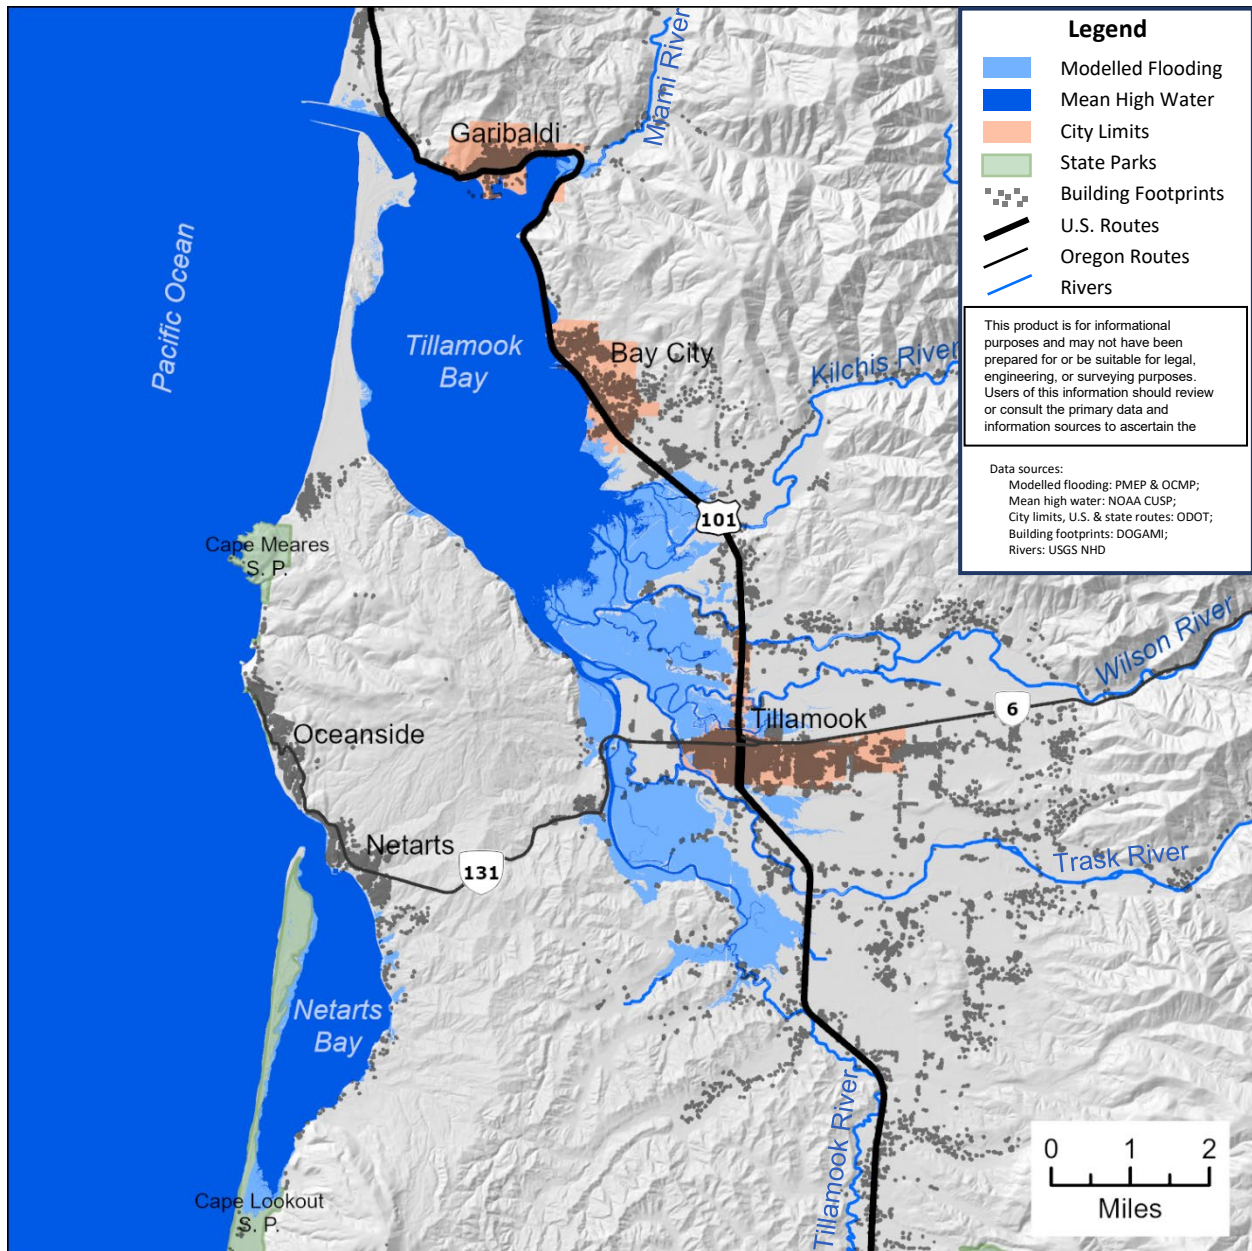 Legend
Modelled Flooding
Mean High Water
City Limits
State Parks
Building Footprints
U.S. Routes
Oregon Routes
Rivers
This product is for informational
purposes and may not have been
prepared for or be suitable for legal,
engineering, or surveying purposes.
Users of this information should review
or consult the primary data and
information sources to ascertain the
Data sources:
Modelled flooding: PMEP & OCMP;
Mean high water: NOAA CUSP;
City limits, U.S. & state routes: ODOT;
Building footprints: DOGAMI;
Rivers: USGS NHD
Miami River
Garibaldi
Pacific Ocean
Tillamook
Bay
Bay City
Kilchis River
101
Cape Meares
S. P.
Wilson River
6
Tillamook
Oceanside
Netarts
131
Trask River
Netarts
Bay
Tillamook River
Cape Lookout
S. P.
0 1 2
Miles